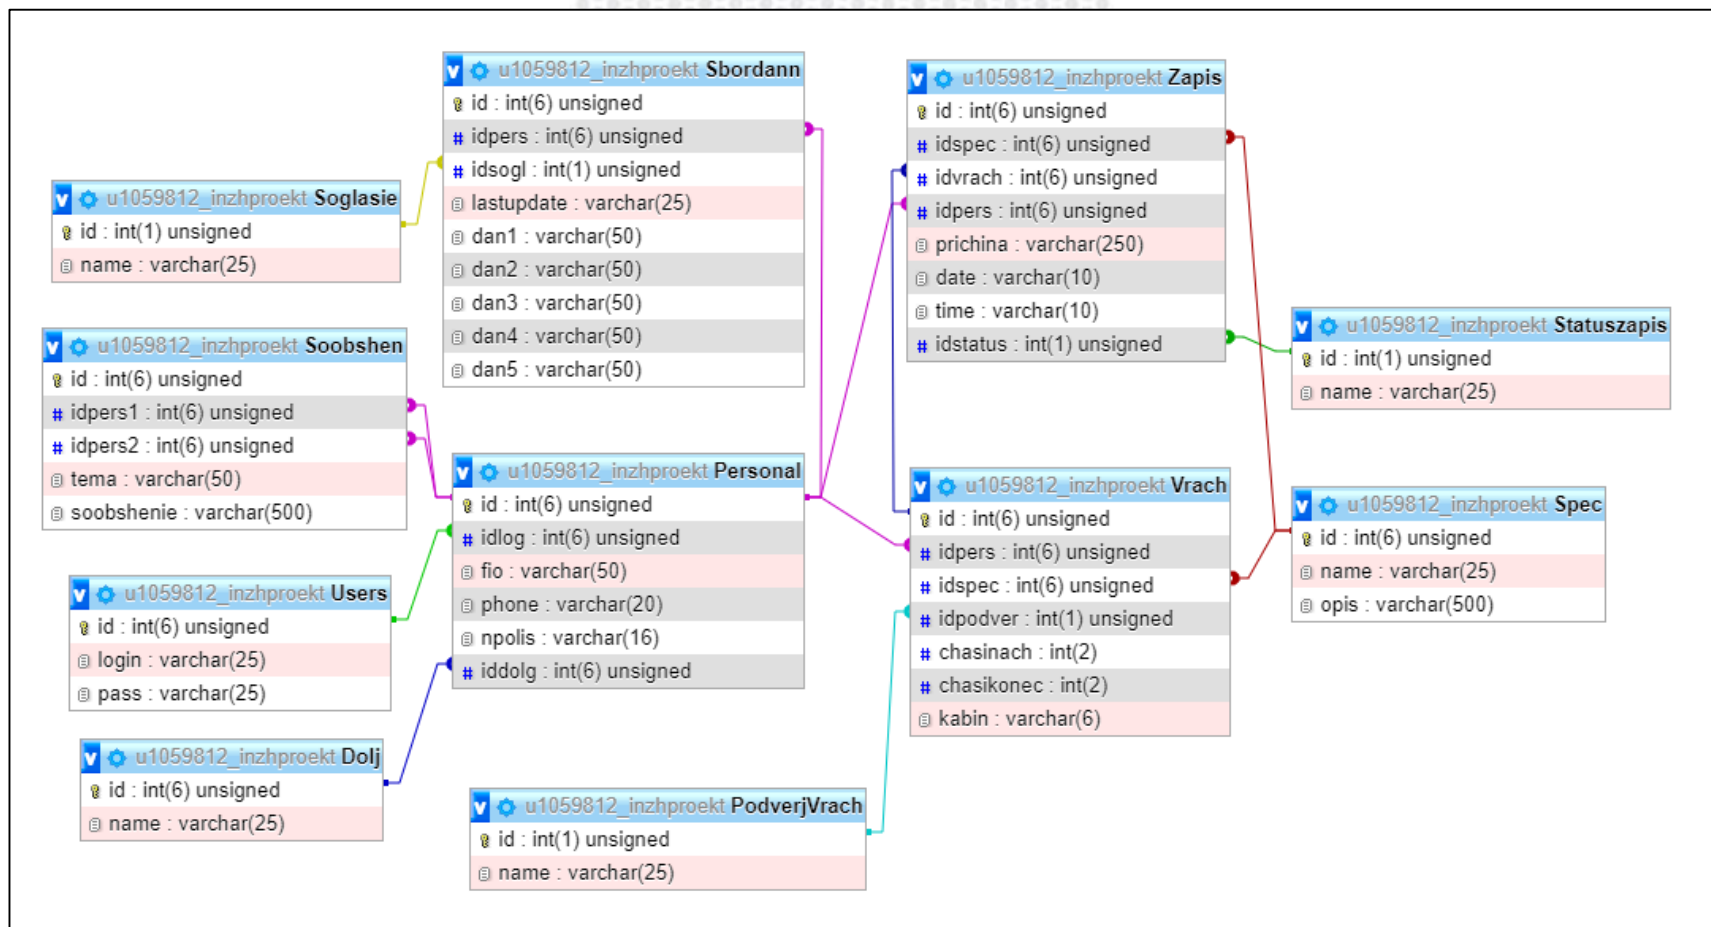 u1059812_inzhproekt Sbordann
id : int(6) unsigned
idpers : int(6) unsigned
idsogl : int(1) unsigned
lastupdate : varchar(25)
dan1 : varchar(50)
dan2 : varchar(50)
dan3 : varchar(50)
dan4 : varchar(50)
dan5 : varchar(50)
u1059812_inzhproekt Zapis
id : int(6) unsigned
idspec : int(6) unsigned
idvrach : int(6) unsigned
idpers : int(6) unsigned
prichina : varchar(250)
date : varchar(10)
time : varchar(10)
idstatus : int(1) unsigned
u1059812_inzhproekt Soglasie
id : int(1) unsigned
name : varchar(25)
u1059812_inzhproekt Statuszapis
id : int(1) unsigned
name : varchar(25)
u1059812_inzhproekt Soobshen
id : int(6) unsigned
idpers1 : int(6) unsigned
idpers2 : int(6) unsigned
tema : varchar(50)
soobshenie : varchar(500)
u1059812_inzhproekt Personal
id : int(6) unsigned
idlog : int(6) unsigned
fio : varchar(50)
phone : varchar(20)
npolis : varchar(16)
iddolg : int(6) unsigned
u1059812_inzhproekt Vrach
id : int(6) unsigned
idpers : int(6) unsigned
idspec : int(6) unsigned
idpodver : int(1) unsigned
chasinach : int(2)
chasikonec : int(2)
kabin : varchar(6)
u1059812_inzhproekt Spec
id : int(6) unsigned
name : varchar(25)
opis : varchar(500)
u1059812_inzhproekt Users
id : int(6) unsigned
login : varchar(25)
pass : varchar(25)
u1059812_inzhproekt Dolj
id : int(6) unsigned
name : varchar(25)
u1059812_inzhproekt PodverjVrach
id : int(1) unsigned
name : varchar(25)